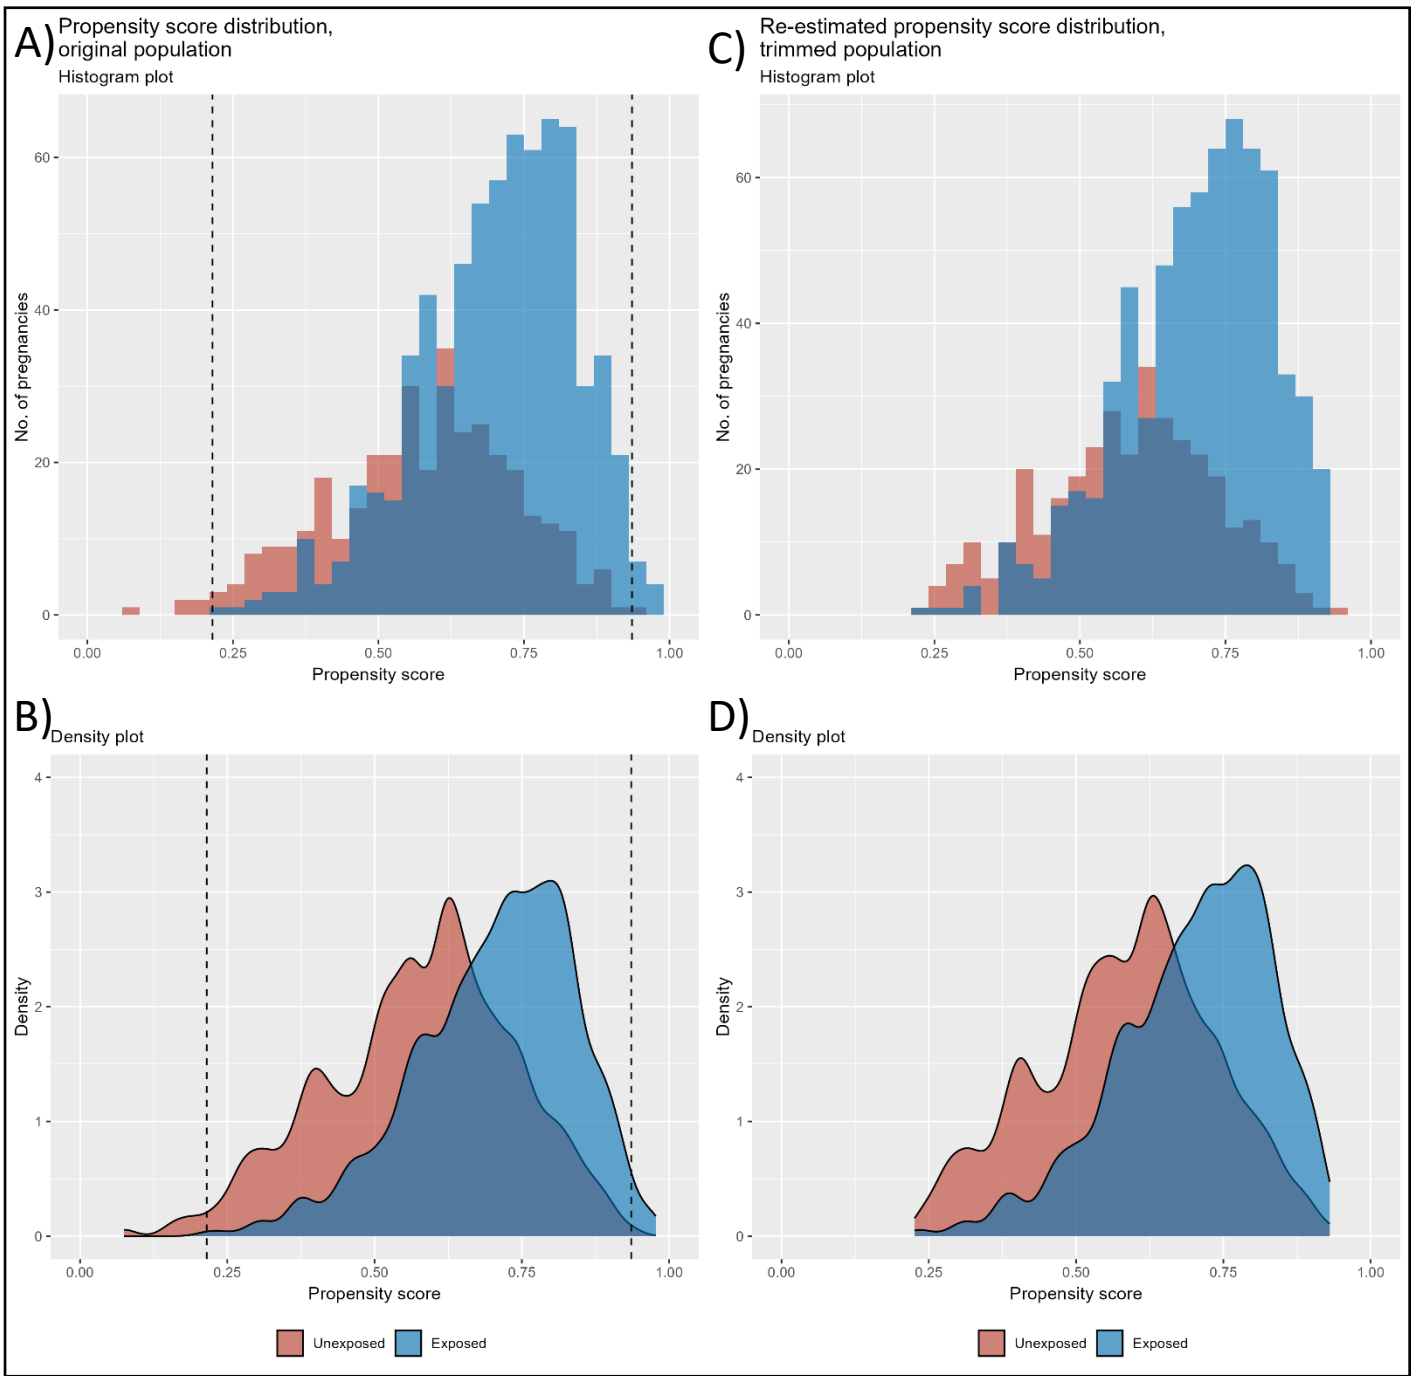 A)
Propensity score distribution,
original population
Histogram plot
No. of pregnancies
60
40
20
0
0.00 0.25 0.50 0.75 1.00
Propensity score
C)
Re-estimated propensity score distribution,
trimmed population
Histogram plot
No. of pregnancies
60
40
20
0
0.00 0.25 0.50 0.75 1.00
Propensity score
B)
Density plot
Density
4
3
2
1
0
0.00 0.25 0.50 0.75 1.00
Propensity score
Unexposed Exposed
D)
Density plot
Density
4
3
2
1
0
0.00 0.25 0.50 0.75 1.00
Propensity score
Unexposed Exposed